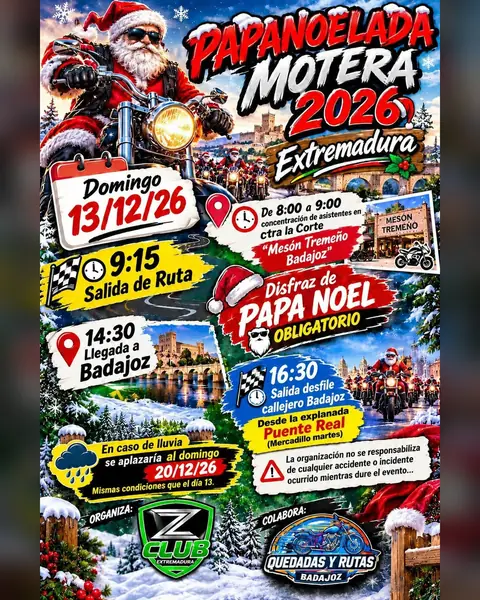 PAPANOELADA
MOTERA
2026
Extremadura
Domingo
13/12/26
De 8:00 a 9:00
concentración de asistentes en
ctra la Corte
"Mesón Tremeño
Badajoz"
MESON
TREMEÑO
9:15
Salida de Ruta
Disfraz de
PAPA NOEL
OBLIGATORIO
14:30
Llegada a
Badajoz
16:30
Salida desfile
callejero Badajoz
Desde la explanada
Puente Real
(Mercadillo martes)
En caso de lluvia
se aplazaría al domingo
20/12/26
Mismas condiciones que el día 13.
La organización no se responsabiliza
de cualquier accidente o incidente
ocurrido mientras dure el evento...
ORGANIZA:
Z
CLUB
EXTREMADURA
COLABORA:
QUEDADAS Y RUTAS
BADAJOZ